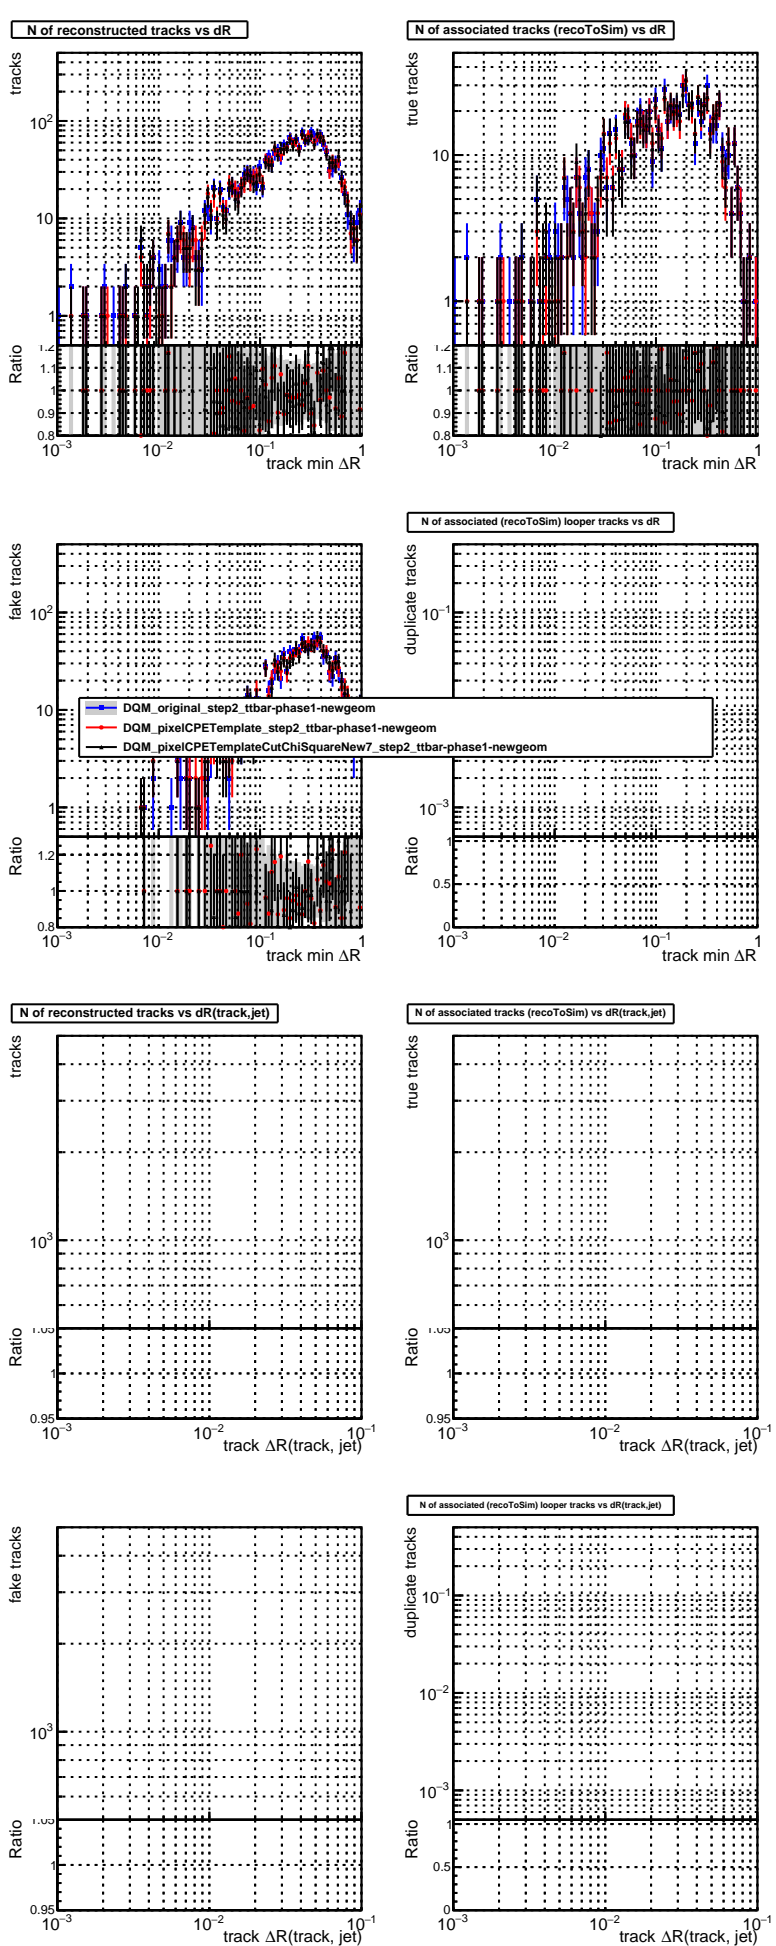 N of reconstructed tracks vs dR
tracks
10²
10
1
Ratio
1.2
1.1
1
0.9
0.8
10⁻³ 10⁻² 10⁻¹ 1
track min ΔR
N of associated tracks (recoToSim) vs dR
true tracks
10
1
Ratio
1.2
1.1
1
0.9
0.8
10⁻³ 10⁻² 10⁻¹ 1
track min ΔR
fake tracks
10²
10
1
Ratio
1.2
1
0.8
10⁻³ 10⁻² 10⁻¹ 1
track min ΔR
N of associated (recoToSim) looper tracks vs dR
duplicate tracks
10⁻¹
10⁻³
Ratio
1
0.5
0
10⁻³ 10⁻² 10⁻¹ 1
track min ΔR
DQM_original_step2_ttbar-phase1-newgeom
DQM_pixelCPETemplate_step2_ttbar-phase1-newgeom
DQM_pixelCPETemplateCutChiSquareNew7_step2_ttbar-phase1-newgeom
N of reconstructed tracks vs dR(track,jet)
tracks
10³
Ratio
1.05
1
0.95
10⁻³ 10⁻² 10⁻¹
track ΔR(track, jet)
N of associated tracks (recoToSim) vs dR(track,jet)
true tracks
10³
Ratio
1.05
1
0.95
10⁻³ 10⁻² 10⁻¹
track ΔR(track, jet)
fake tracks
10³
Ratio
1.05
1
0.95
10⁻³ 10⁻² 10⁻¹
track ΔR(track, jet)
N of associated (recoToSim) looper tracks vs dR(track,jet)
duplicate tracks
10⁻¹
10⁻²
10⁻³
Ratio
1
0.5
0
10⁻³ 10⁻² 10⁻¹
track ΔR(track, jet)